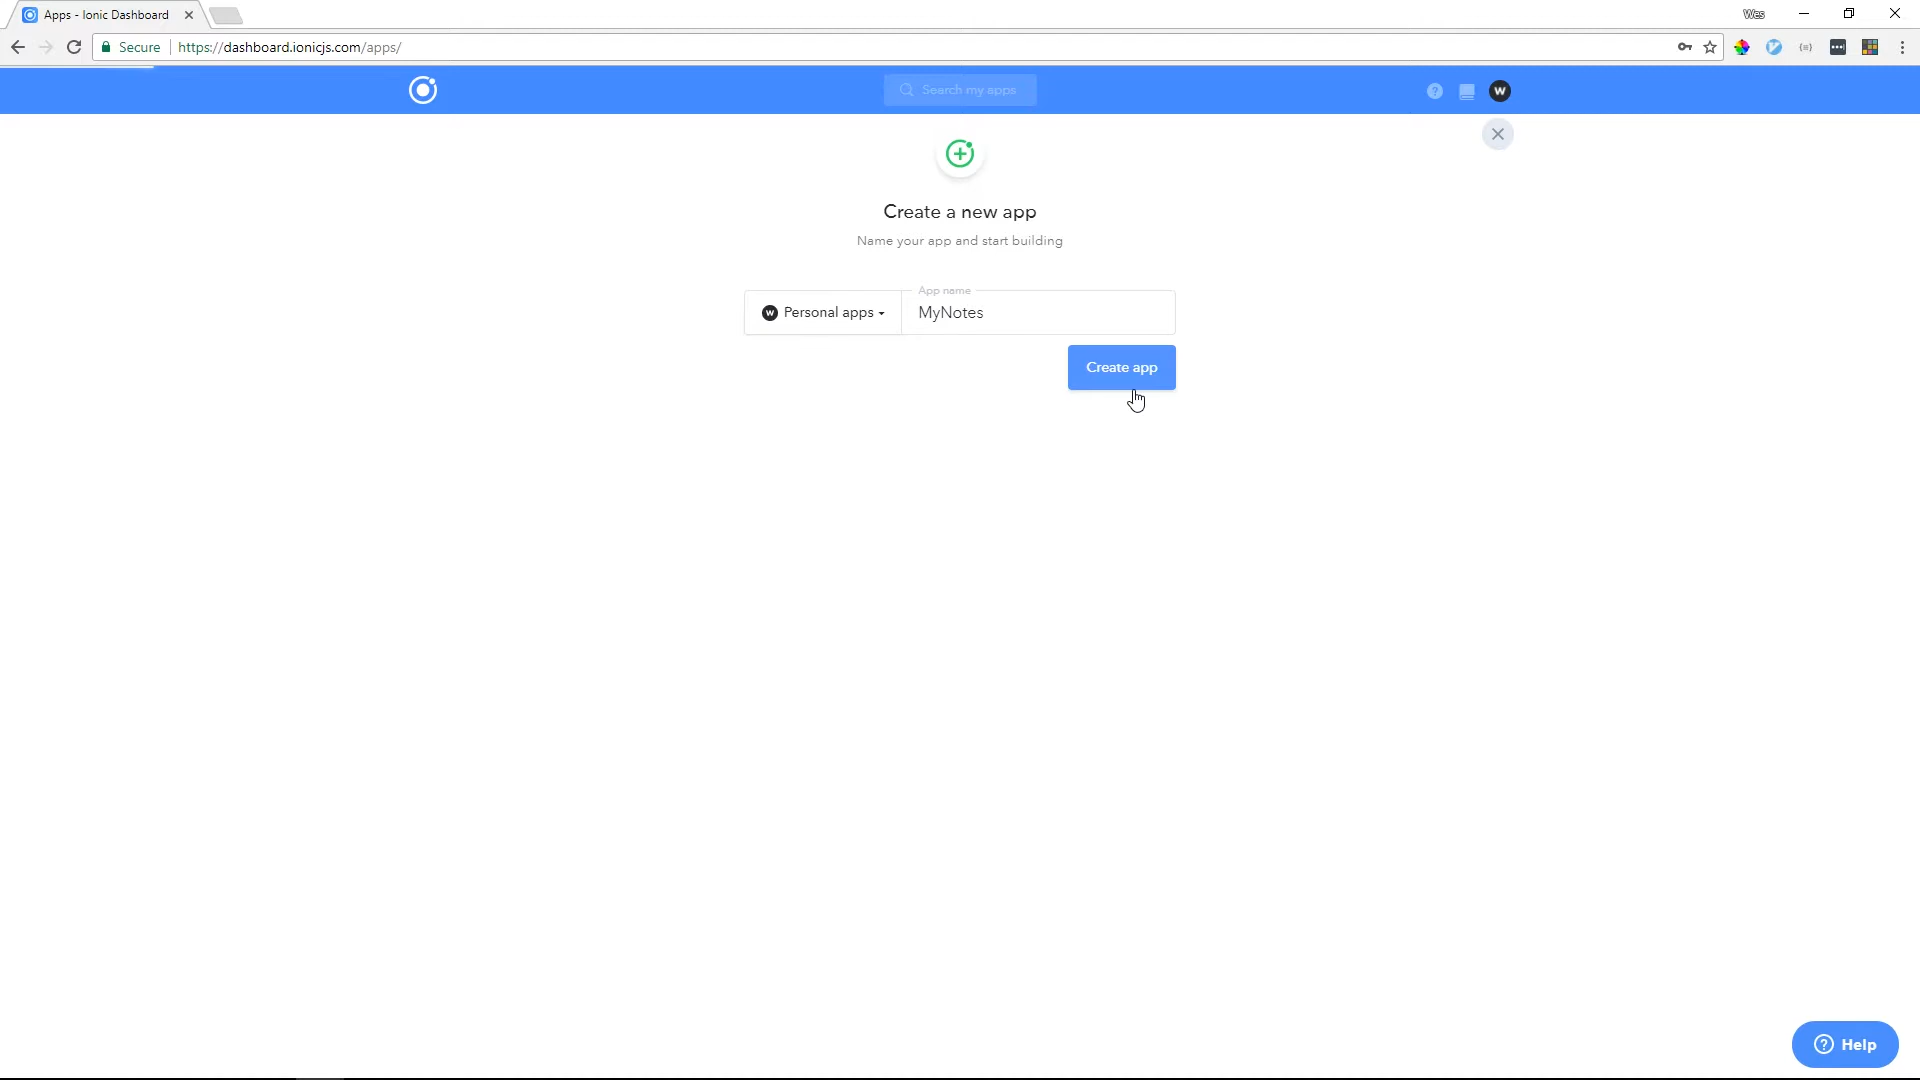 Apps - Ionic Dashboard
Wes
Secure
https://dashboard.ionicjs.com/apps/
Search my apps
?
W
Create a new app
Name your app and start building
App name
W Personal apps
MyNotes
Create app
? Help